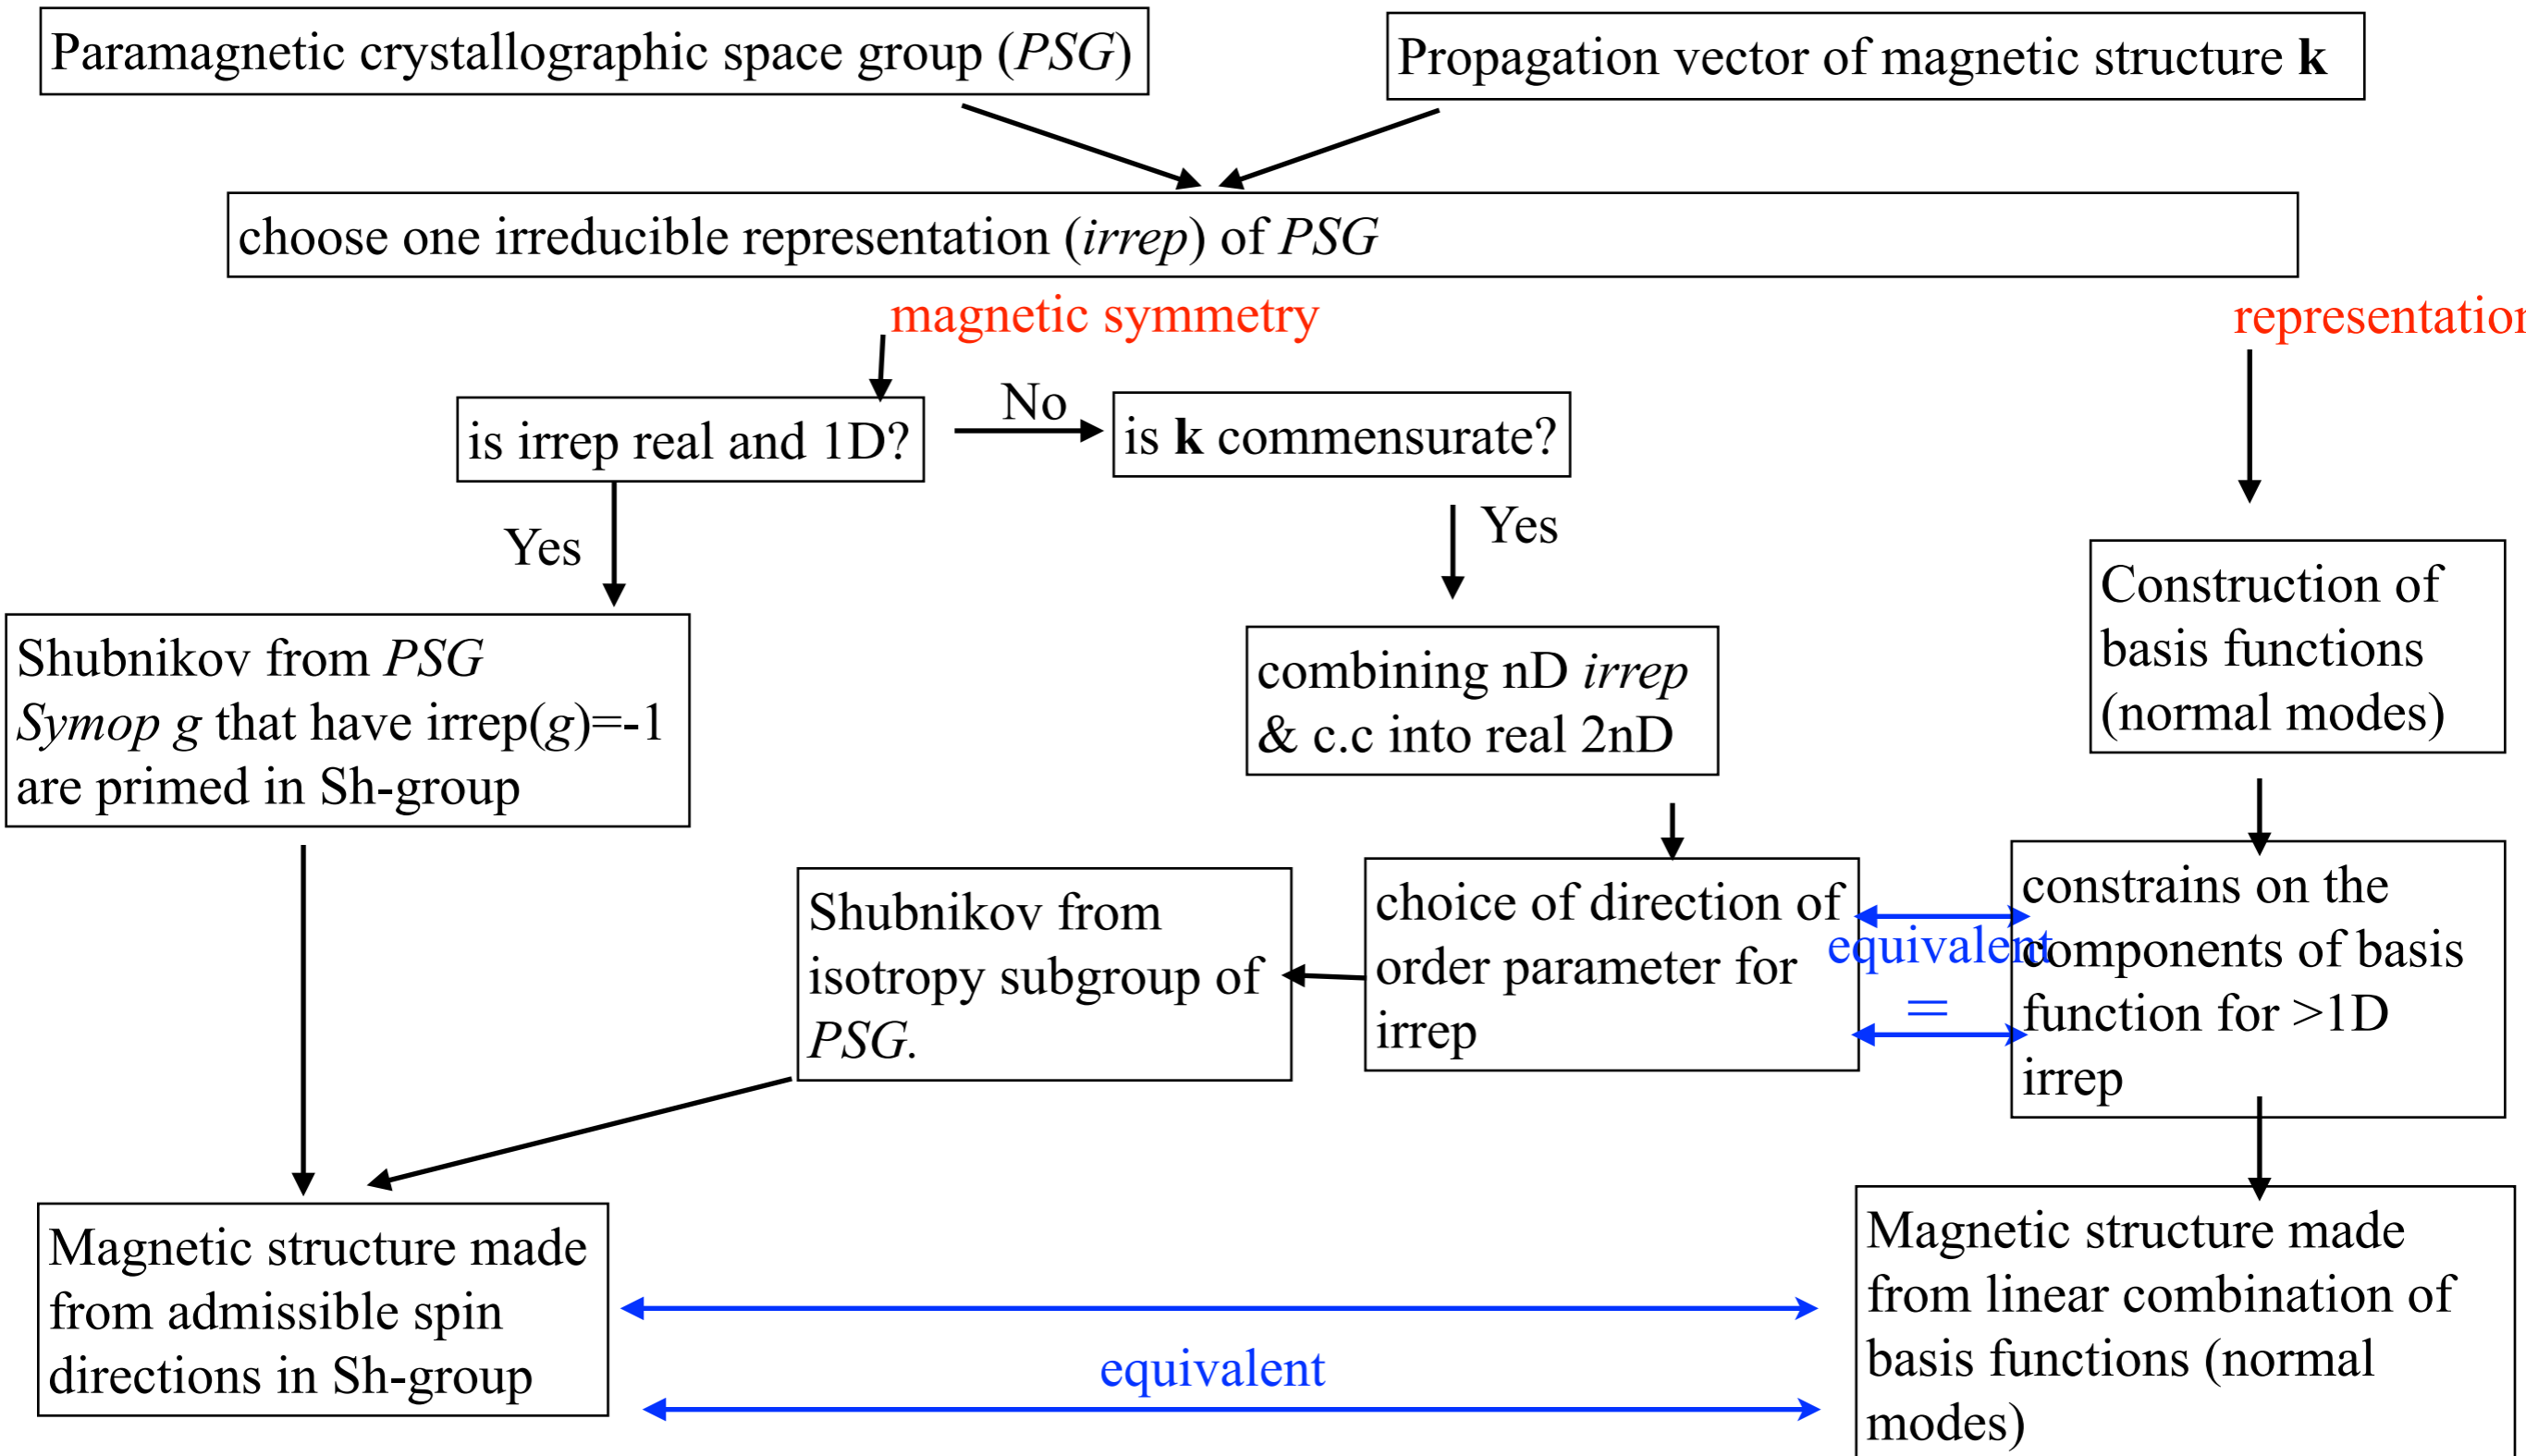 Paramagnetic crystallographic space group (PSG)
Propagation vector of magnetic structure k
choose one irreducible representation (irrep) of PSG
magnetic symmetry
representation
is irrep real and 1D?
No
is k commensurate?
Yes
Yes
Shubnikov from PSG
Symop g that have irrep(g)=-1
are primed in Sh-group
combining nD irrep
& c.c into real 2nD
Construction of
basis functions
(normal modes)
Shubnikov from
isotropy subgroup of
PSG.
choice of direction of
order parameter for
irrep
equivalent
=
constrains on the
components of basis
function for >1D
irrep
Magnetic structure made
from admissible spin
directions in Sh-group
equivalent
Magnetic structure made
from linear combination of
basis functions (normal
modes)